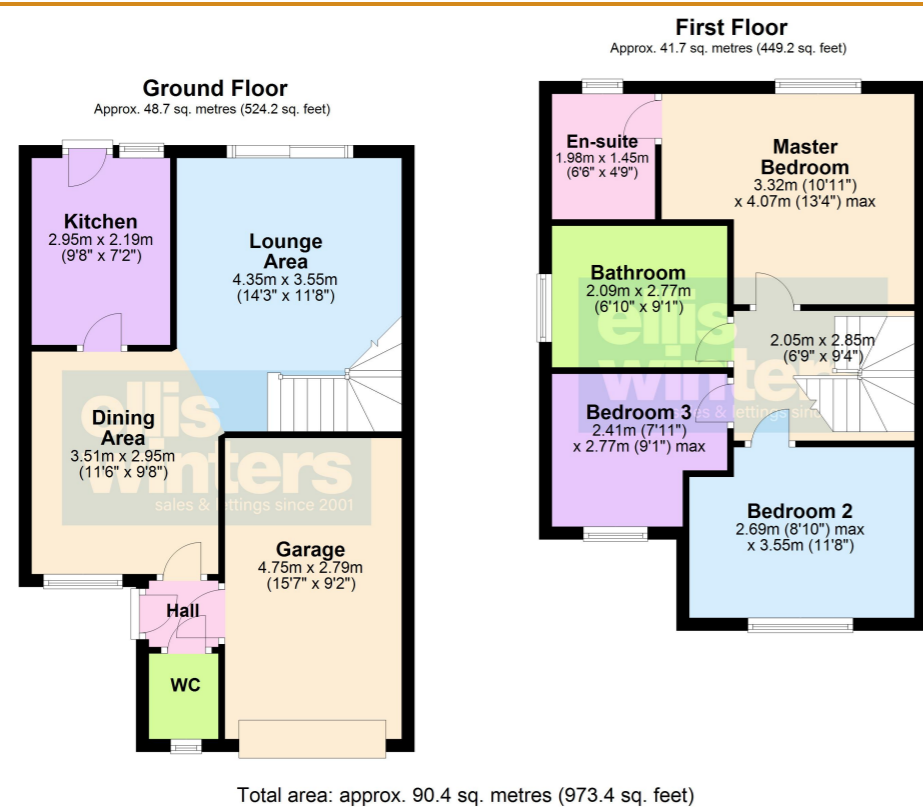 First Floor
Approx. 41.7 sq. metres (449.2 sq. feet)
Ground Floor
Approx. 48.7 sq. metres (524.2 sq. feet)
Kitchen
2.95m x 2.19m
(9'8" x 7'2")
Lounge
Area
4.35m x 3.55m
(14'3" x 11'8")
Dining
Area
3.51m x 2.95m
(11'6" x 9'8")
ellis
winters
sales & lettings since 2001
Garage
4.75m x 2.79m
(15'7" x 9'2")
Hall
WC
En-suite
1.98m x 1.45m
(6'6" x 4'9")
Master
Bedroom
3.32m (10'11")
x 4.07m (13'4") max
Bathroom
2.09m x 2.77m
(6'10" x 9'1")
2.05m x 2.85m
(6'9" x 9'4")
ellis
winters
s & lettings sinc
Bedroom 3
2.41m (7'11")
x 2.77m (9'1") max
Bedroom 2
2.69m (8'10") max
x 3.55m (11'8")
Total area: approx. 90.4 sq. metres (973.4 sq. feet)